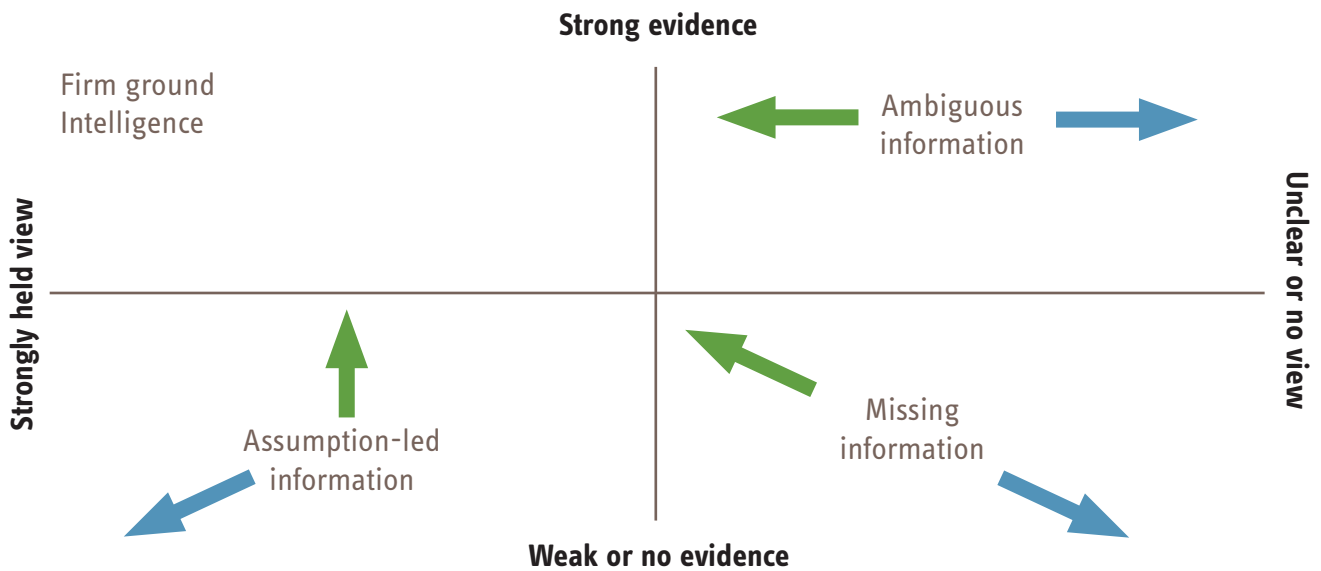 Strong evidence
Firm ground
Intelligence
Ambiguous
information
Strongly held view
Unclear or no view
Assumption-led
information
Missing
information
Weak or no evidence